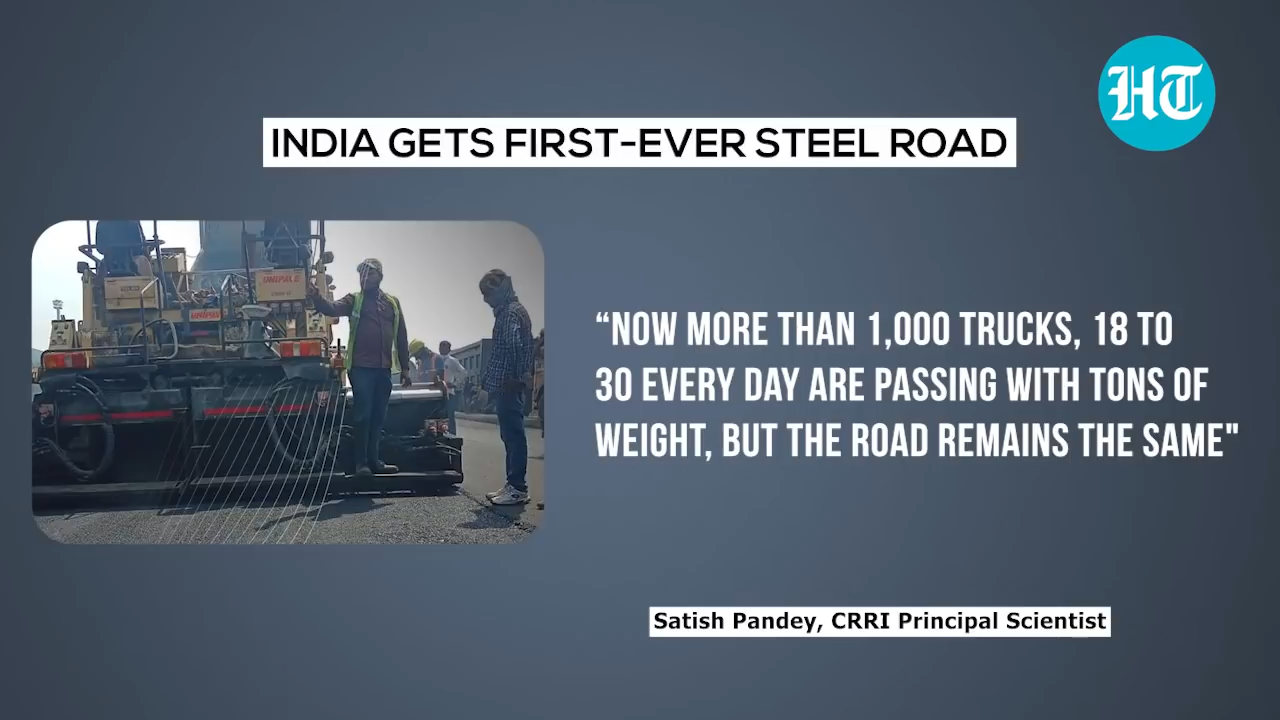 HT
INDIA GETS FIRST-EVER STEEL ROAD
UNIPAVE
“NOW MORE THAN 1,000 TRUCKS, 18 TO
30 EVERY DAY ARE PASSING WITH TONS OF
WEIGHT, BUT THE ROAD REMAINS THE SAME"
Satish Pandey, CRRI Principal Scientist